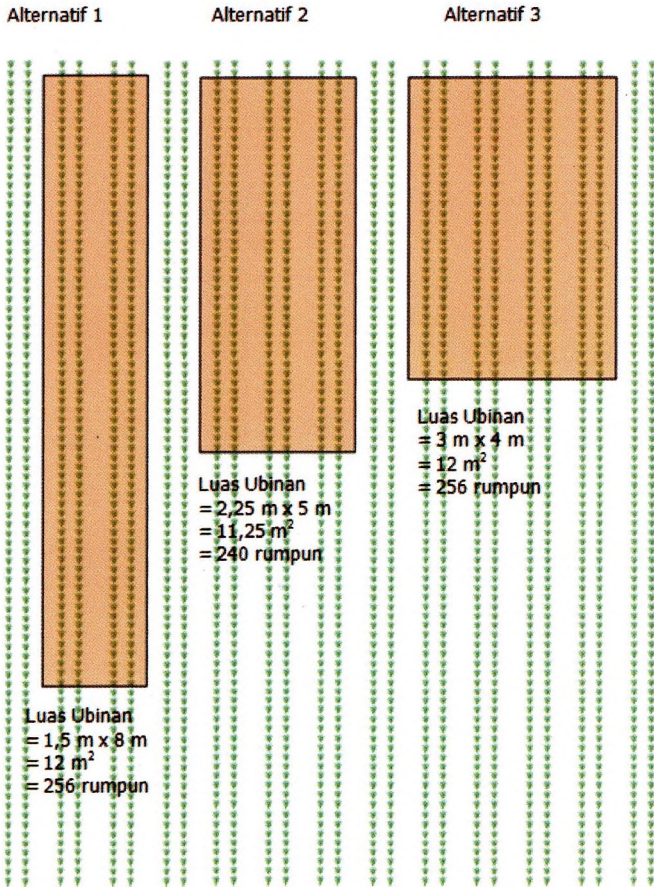 Alternatif 1
Alternatif 2
Alternatif 3
Luas Ubinan
= 3 m x 4 m
= 12 m²
= 256 rumpun
Luas Ubinan
= 2,25 m x 5 m
= 11,25 m²
= 240 rumpun
Luas Ubinan
= 1,5 m x 8 m
= 12 m²
= 256 rumpun